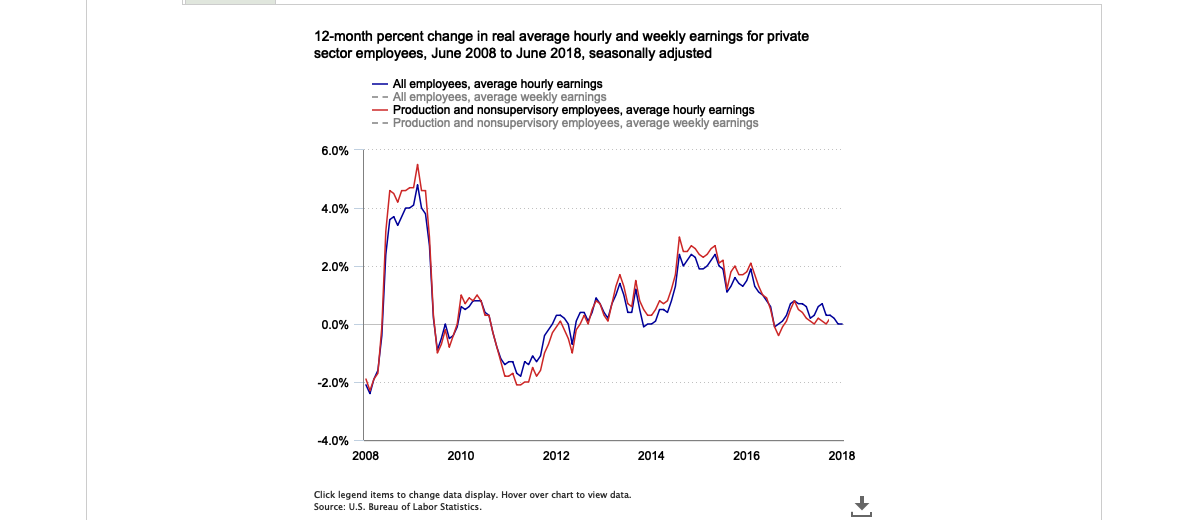 12-month percent change in real average hourly and weekly earnings for private
sector employees, June 2008 to June 2018, seasonally adjusted
All employees, average hourly earnings
All employees, average weekly earnings
Production and nonsupervisory employees, average hourly earnings
Production and nonsupervisory employees, average weekly earnings
6.0%
4.0%
2.0%
0.0%
-2.0%
-4.0%
2008 2010 2012 2014 2016 2018
Click legend items to change data display. Hover over chart to view data.
Source: U.S. Bureau of Labor Statistics.